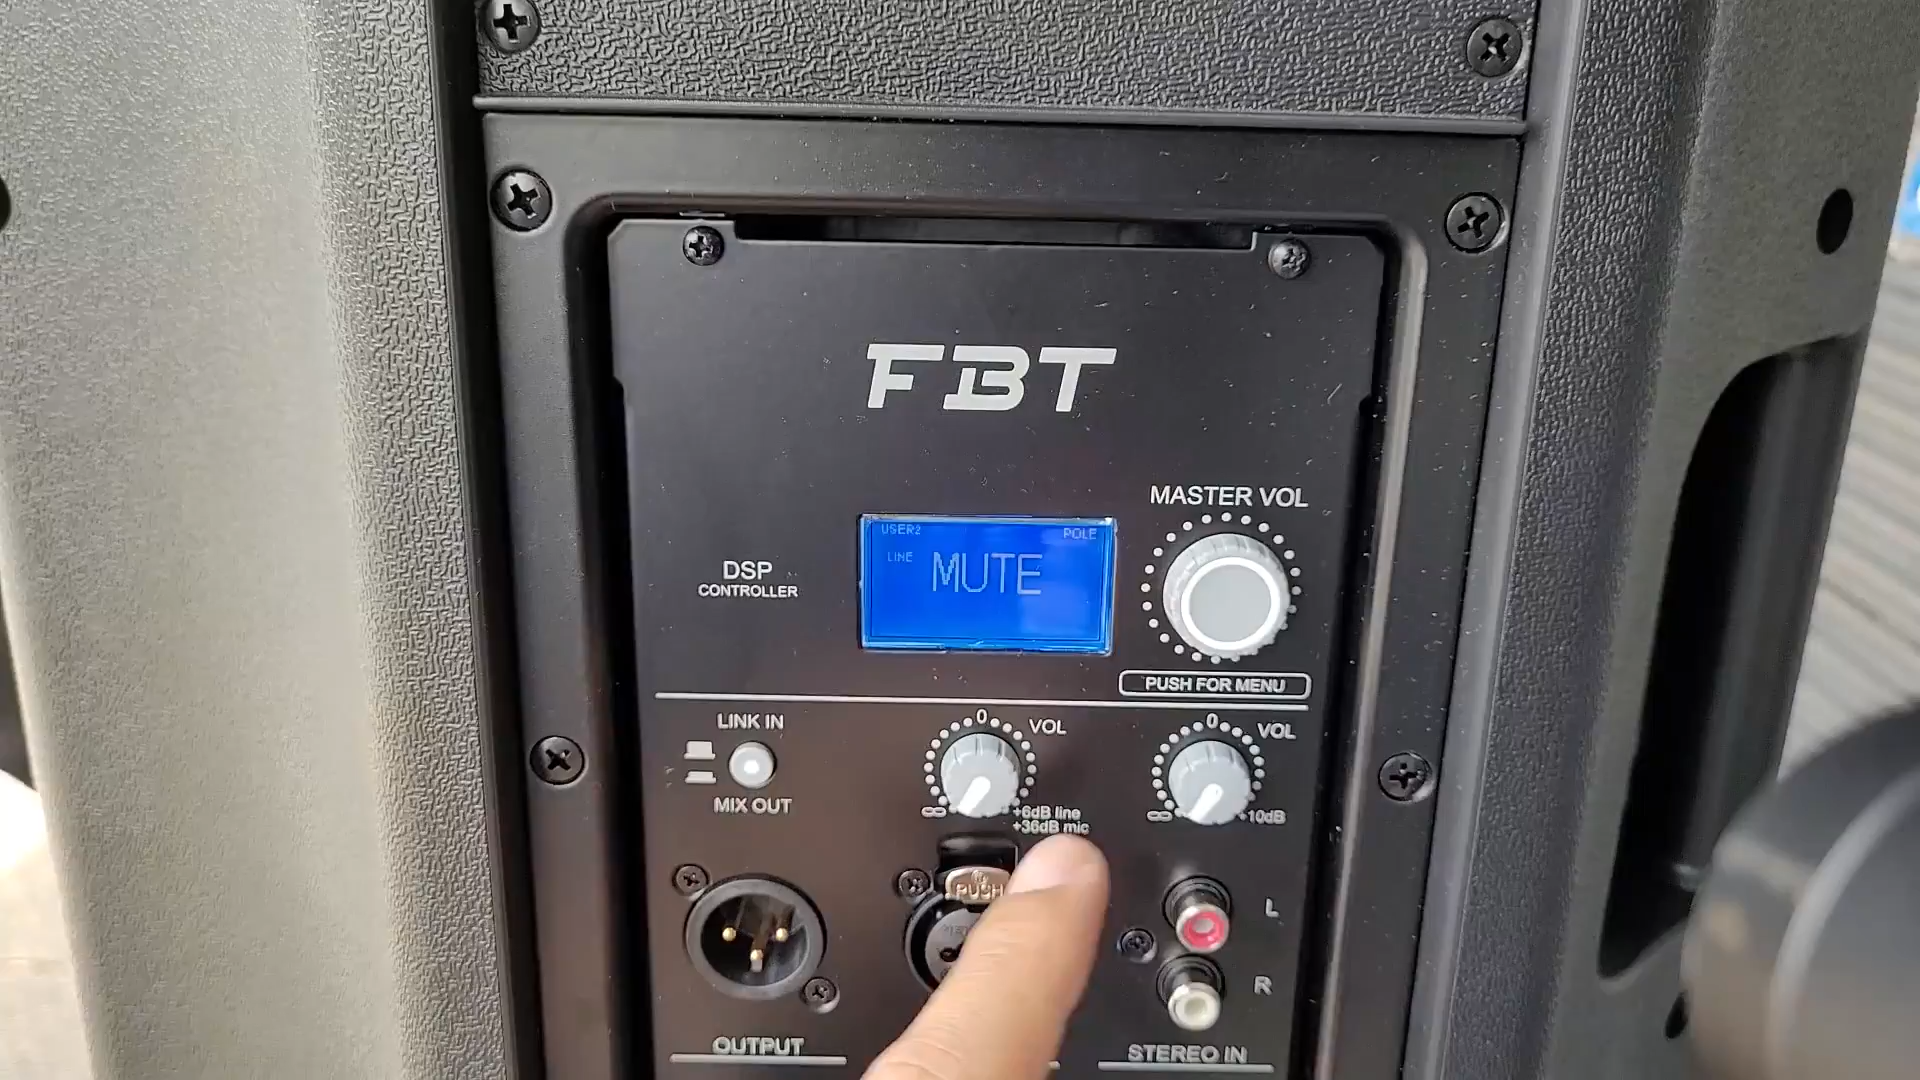 FBT
MASTER VOL
USER2
POLE
LINE
MUTE
DSP
CONTROLLER
PUSH FOR MENU
LINK IN
MIX OUT
0
VOL
∞
+6dB line
+36dB mic
0
VOL
∞
+10dB
PUSH
L
R
OUTPUT
STEREO IN